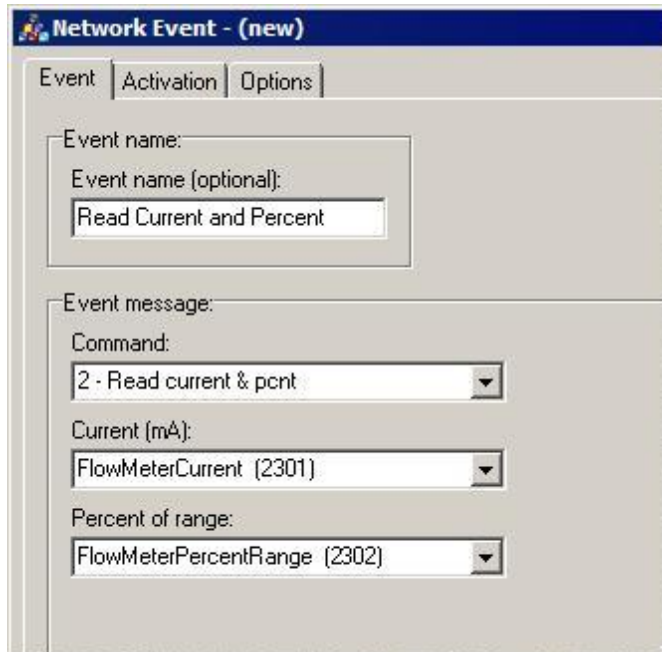 Network Event - (new)
Event Activation Options
Event name:
Event name (optional):
Read Current and Percent
Event message:
Command:
2 - Read current & pcnt
Current (mA):
FlowMeterCurrent (2301)
Percent of range:
FlowMeterPercentRange (2302)